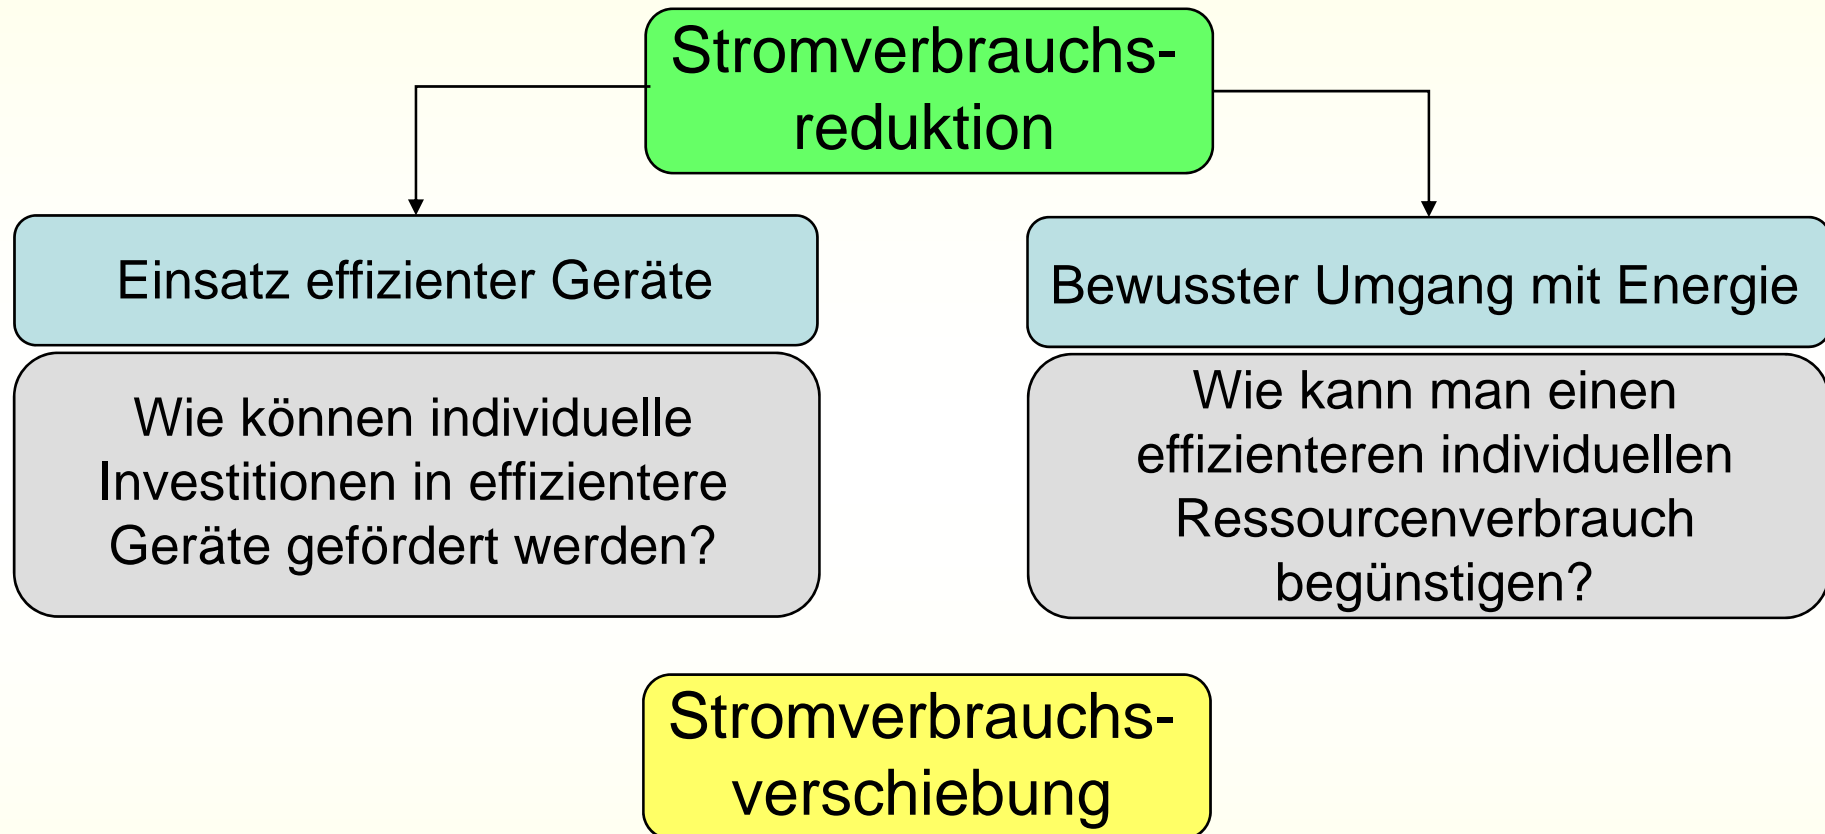 Stromverbrauchs-
reduktion
Einsatz effizienter Geräte
Wie können individuelle
Investitionen in effizientere
Geräte gefördert werden?
Bewusster Umgang mit Energie
Wie kann man einen
effizienteren individuellen
Ressourcenverbrauch
begünstigen?
Stromverbrauchs-
verschiebung